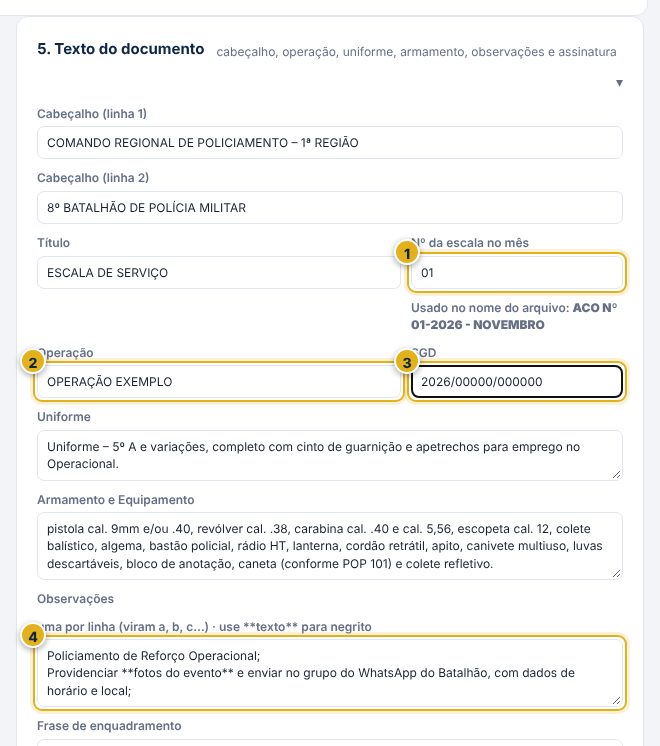 5. Texto do documento cabeçalho, operação, uniforme, armamento, observações e assinatura
▼
Cabeçalho (linha 1)
COMANDO REGIONAL DE POLICIAMENTO – 1ª REGIÃO
Cabeçalho (linha 2)
8º BATALHÃO DE POLÍCIA MILITAR
Título
ESCALA DE SERVIÇO
1
Nº da escala no mês
01
Usado no nome do arquivo: ACO Nº
01-2026 - NOVEMBRO
2
Operação
OPERAÇÃO EXEMPLO
3
SGD
2026/00000/000000
Uniforme
Uniforme – 5º A e variações, completo com cinto de guarnição e apetrechos para emprego no
Operacional.
Armamento e Equipamento
pistola cal. 9mm e/ou .40, revólver cal. .38, carabina cal. .40 e cal. 5,56, escopeta cal. 12, colete
balístico, algema, bastão policial, rádio HT, lanterna, cordão retrátil, apito, canivete multiuso, luvas
descartáveis, bloco de anotação, caneta (conforme POP 101) e colete refletivo.
Observações
4
uma por linha (viram a, b, c…) · use **texto** para negrito
Policiamento de Reforço Operacional;
Providenciar **fotos do evento** e enviar no grupo do WhatsApp do Batalhão, com dados de
horário e local;
Frase de enquadramento